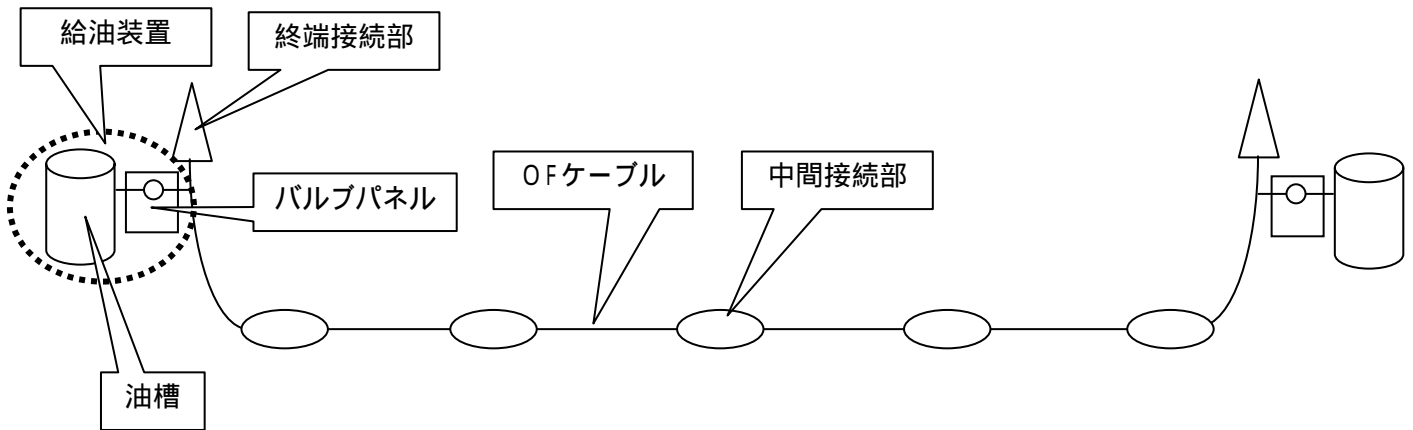 給油装置
終端接続部
OFケーブル
中間接続部
バルブパネル
油槽